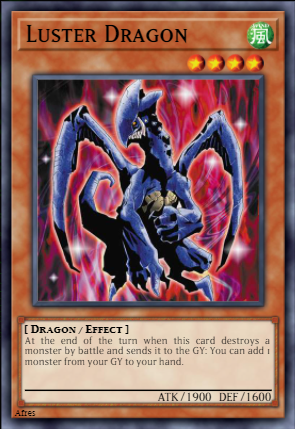 Luster Dragon
風
[ Dragon / Effect ]
At the end of the turn when this card destroys a
monster by battle and sends it to the GY: You can add 1
monster from your GY to your hand.
ATK/1900 DEF/1600
Aftes